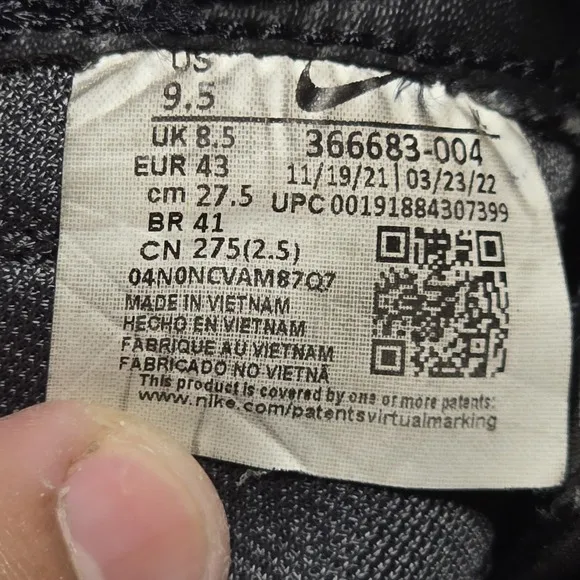 US
9.5
UK 8.5
EUR 43
cm 27.5
BR 41
CN 275(2.5)
366683-004
11/19/21 | 03/23/22
UPC 00191884307399
04N0NCVAM87Q7
MADE IN VIETNAM
HECHO EN VIETNAM
FABRIQUE AU VIETNAM
FABRICADO NO VIETNÃ
This product is covered by one or more patents:
www.nike.com/patentsvirtualmarking